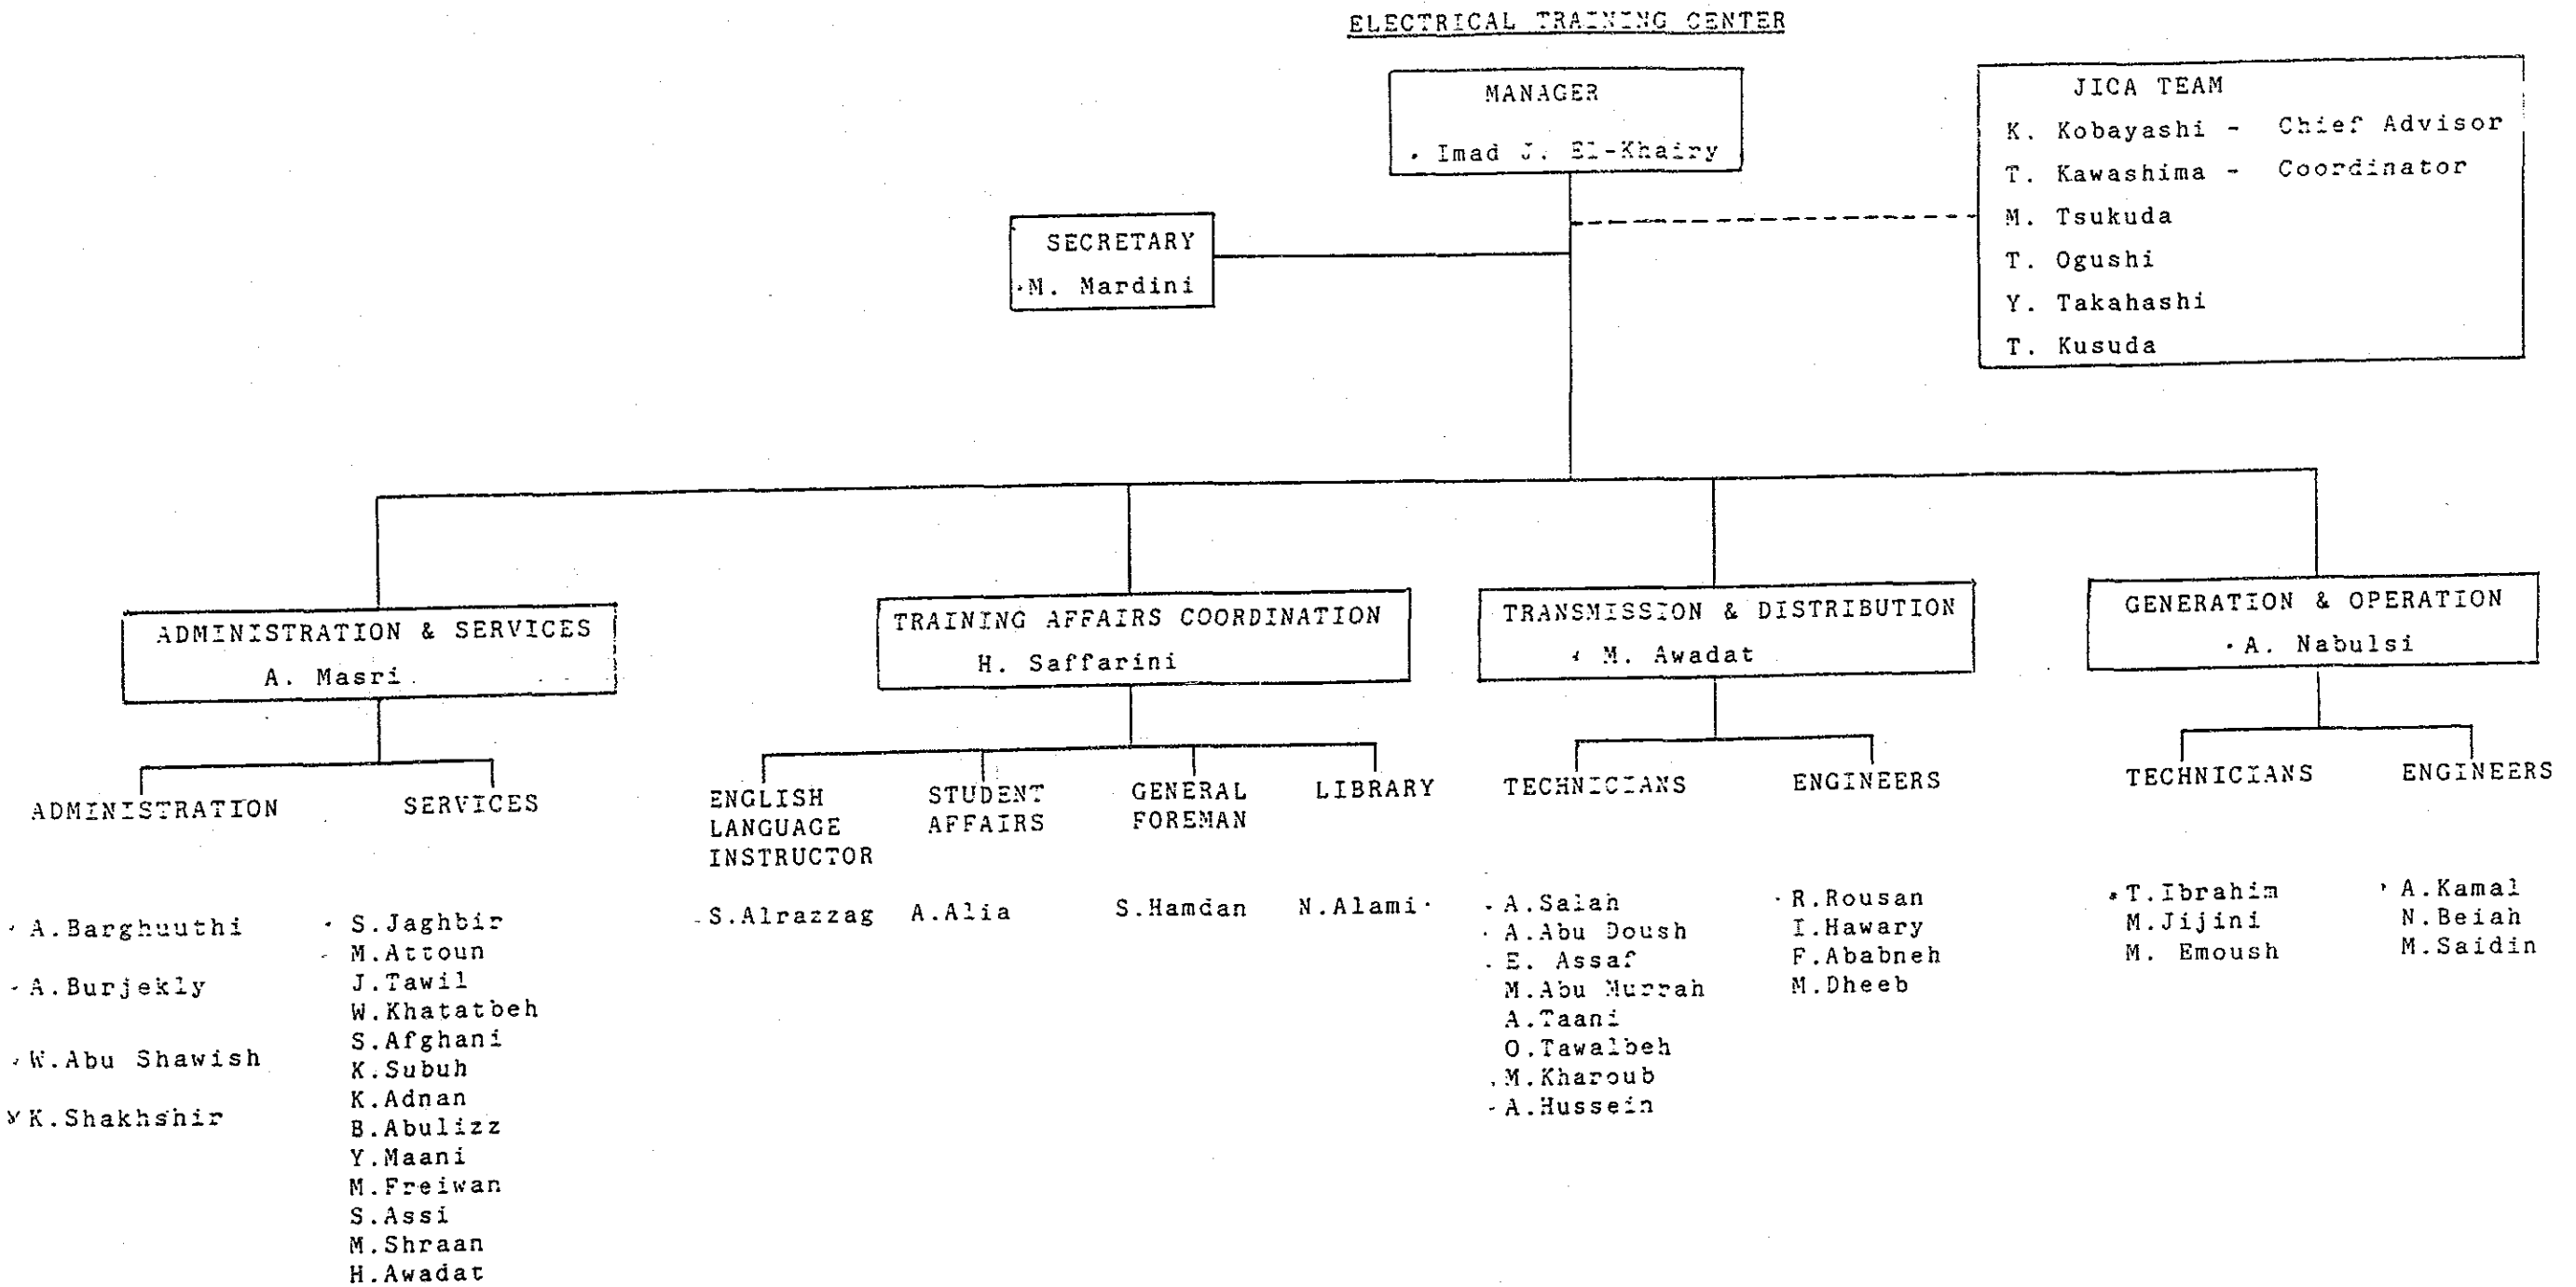 ELECTRICAL TRAINING CENTER
MANAGER
Imad J. El-Khairy
JICA TEAM
K. Kobayashi - Chief Advisor
T. Kawashima - Coordinator
M. Tsukuda
T. Ogushi
Y. Takahashi
T. Kusuda
SECRETARY
M. Mardini
ADMINISTRATION & SERVICES
A. Masri
TRAINING AFFAIRS COORDINATION
H. Saffarini
TRANSMISSION & DISTRIBUTION
M. Awadat
GENERATION & OPERATION
A. Nabulsi
ADMINISTRATION
A.Barghuuthi
A.Burjekly
W.Abu Shawish
K.Shakhshir
SERVICES
S.Jaghbir
M.Attoun
J.Tawil
W.Khatatbeh
S.Afghani
K.Subuh
K.Adnan
B.Abulizz
Y.Maani
M.Freiwan
S.Assi
M.Shraan
H.Awadat
ENGLISH
LANGUAGE
INSTRUCTOR
S.Alrazzag
STUDENT
AFFAIRS
A.Alia
GENERAL
FOREMAN
S.Hamdan
LIBRARY
N.Alami
TECHNICIANS
A.Salah
A.Abu Doush
E. Assaf
M.Abu Murrah
A.Taani
O.Tawalbeh
M.Kharoub
A.Hussein
ENGINEERS
R.Rousan
I.Hawary
F.Ababneh
M.Dheeb
TECHNICIANS
T.Ibrahim
M.Jijini
M. Emoush
ENGINEERS
A.Kamal
N.Beiah
M.Saidin